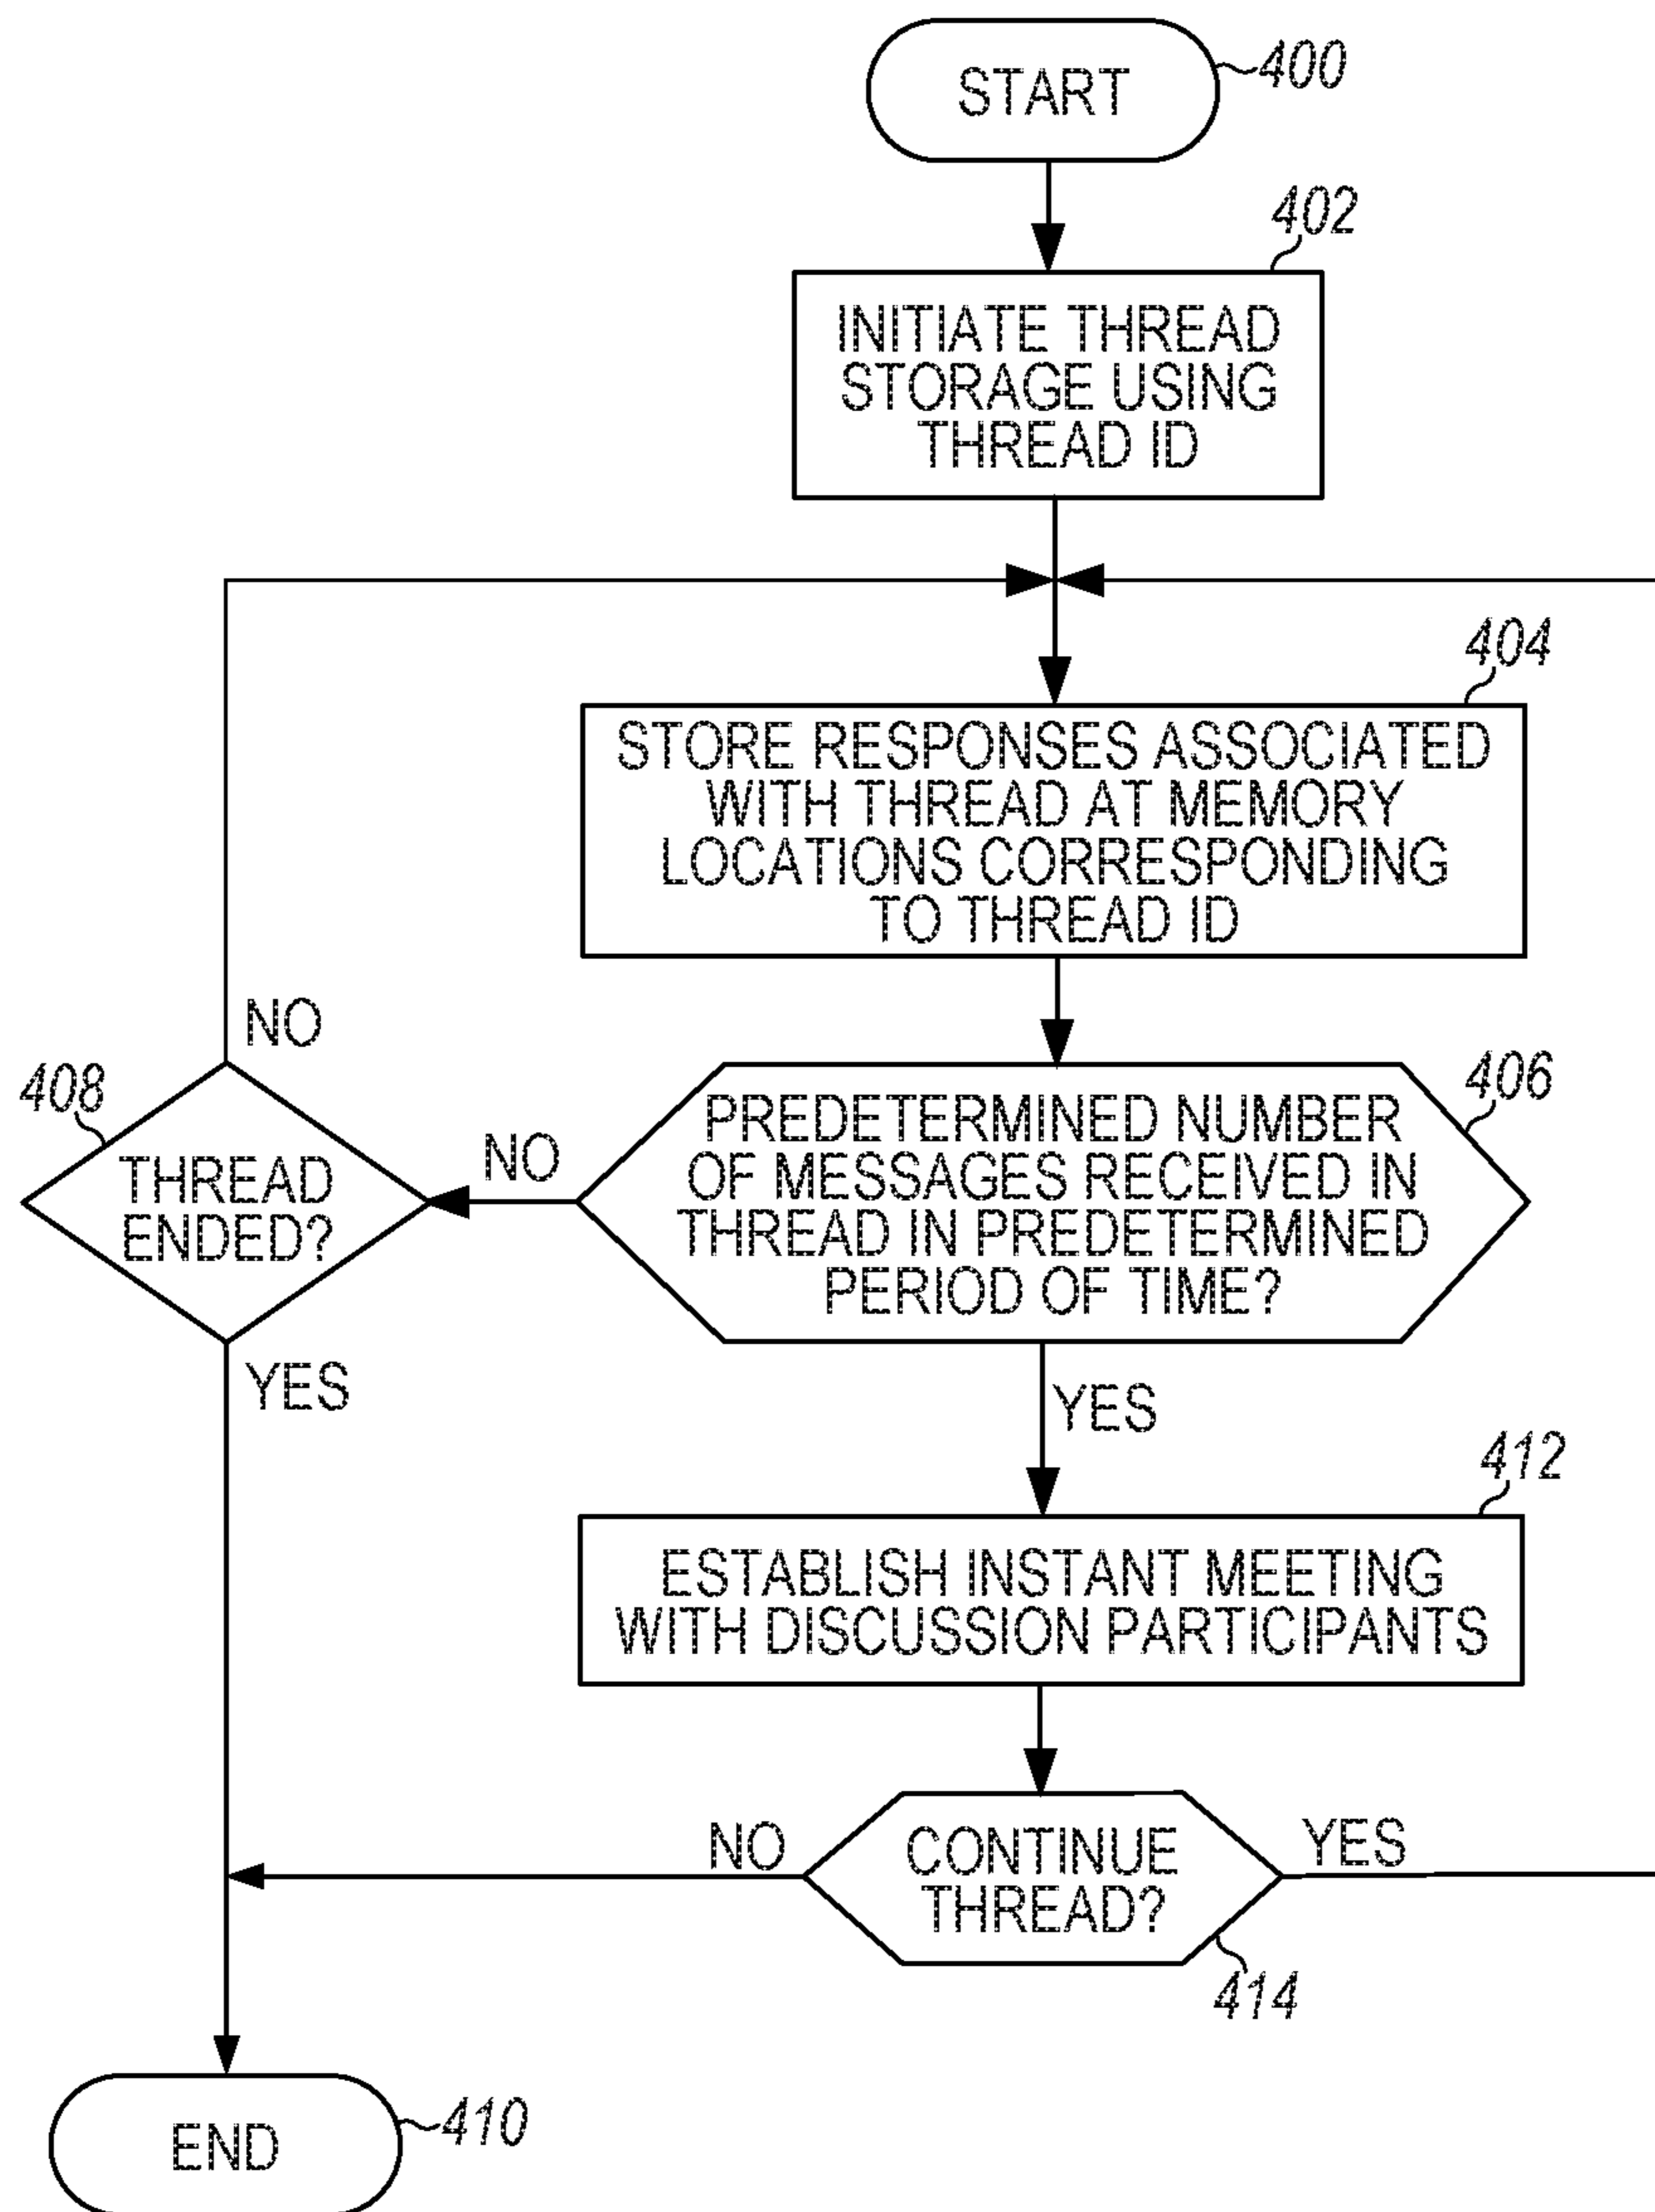 START
400
402
INITIATE THREAD
STORAGE USING
THREAD ID
404
STORE RESPONSES ASSOCIATED
WITH THREAD AT MEMORY
LOCATIONS CORRESPONDING
TO THREAD ID
NO
408
THREAD
ENDED?
YES
NO
406
PREDETERMINED NUMBER
OF MESSAGES RECEIVED IN
THREAD IN PREDETERMINED
PERIOD OF TIME?
YES
412
ESTABLISH INSTANT MEETING
WITH DISCUSSION PARTICIPANTS
NO
CONTINUE
THREAD?
YES
414
END
410